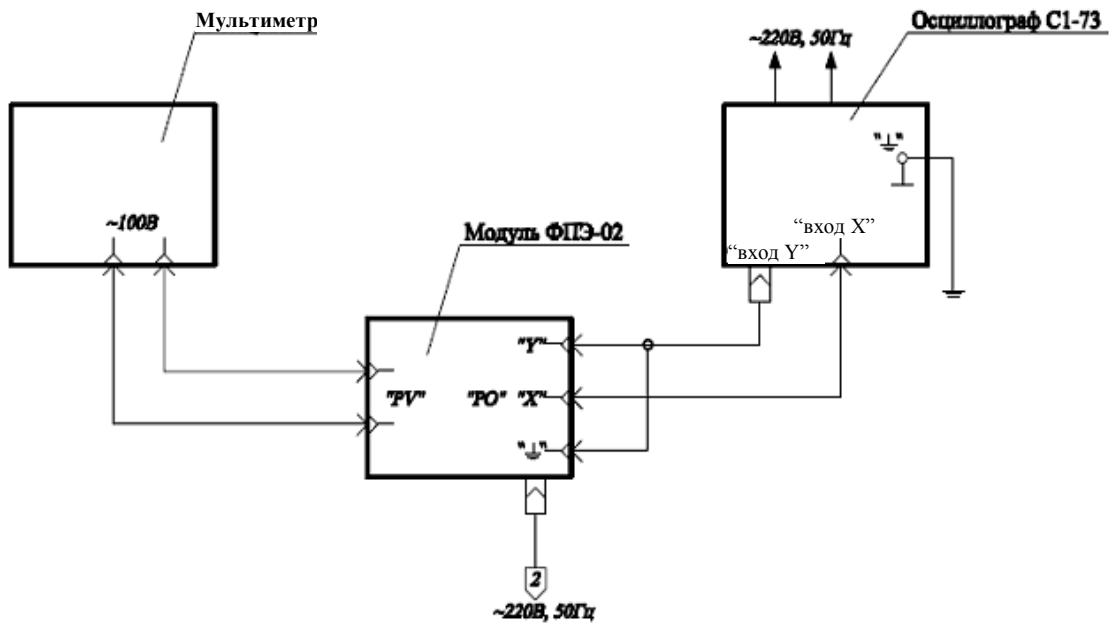 Мультиметр
Осциллограф С1-73
~220В, 50Гц
"⏚"
~100В
“вход X”
“вход Y”
Модуль ФПЭ-02
"Y"
"PV" "PO" "X"
"⏚"
2
~220В, 50Гц